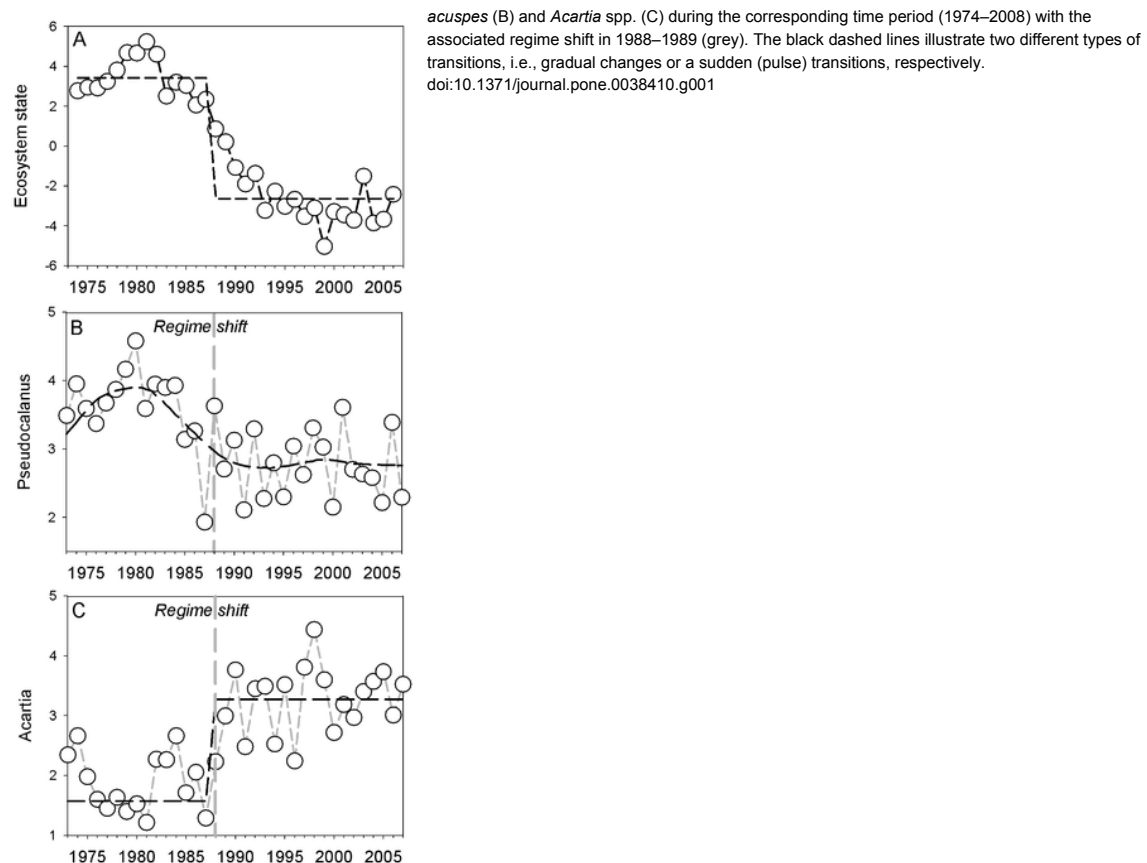 acuspes (B) and Acartia spp. (C) during the corresponding time period (1974–2008) with the
associated regime shift in 1988–1989 (grey). The black dashed lines illustrate two different types of
transitions, i.e., gradual changes or a sudden (pulse) transitions, respectively.
doi:10.1371/journal.pone.0038410.g001
A
Ecosystem state
6
4
2
0
-2
-4
-6
1975 1980 1985 1990 1995 2000 2005
B
Regime shift
Pseudocalanus
5
4
3
2
1975 1980 1985 1990 1995 2000 2005
C
Regime shift
Acartia
5
4
3
2
1
1975 1980 1985 1990 1995 2000 2005